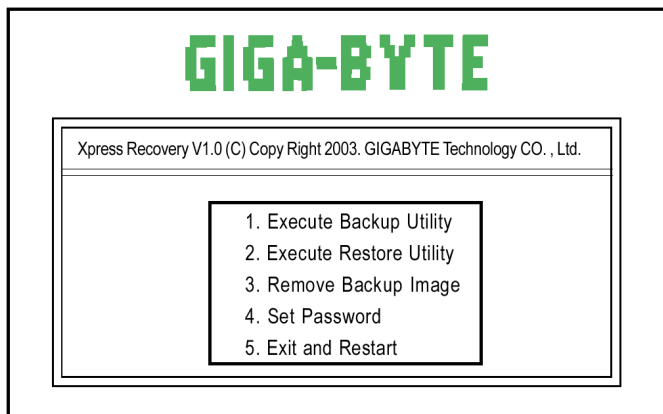 GIGA-BYTE
Xpress Recovery V1.0 (C) Copy Right 2003. GIGABYTE Technology CO. , Ltd.
1. Execute Backup Utility
2. Execute Restore Utility
3. Remove Backup Image
4. Set Password
5. Exit and Restart